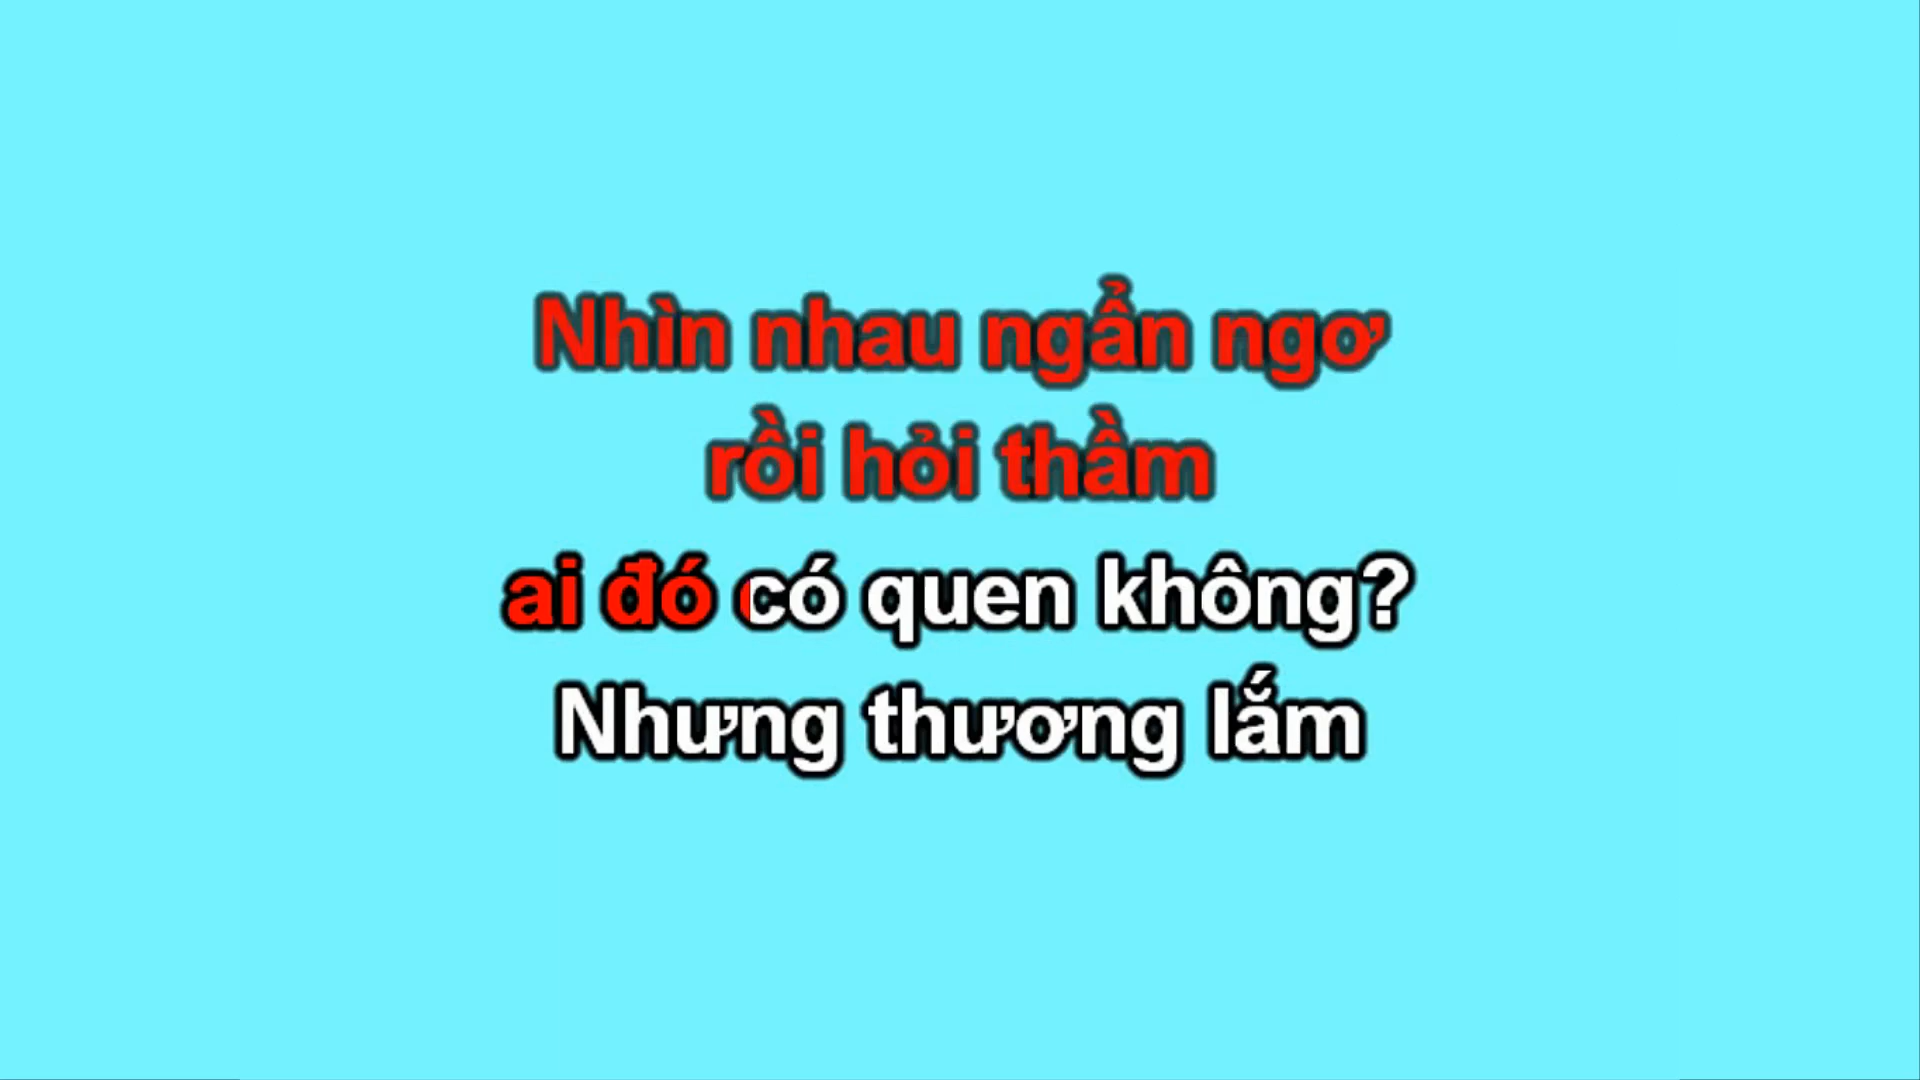 Nhìn nhau ngẩn ngơ
rồi hỏi thầm
ai đó có quen không?
Nhưng thương lắm